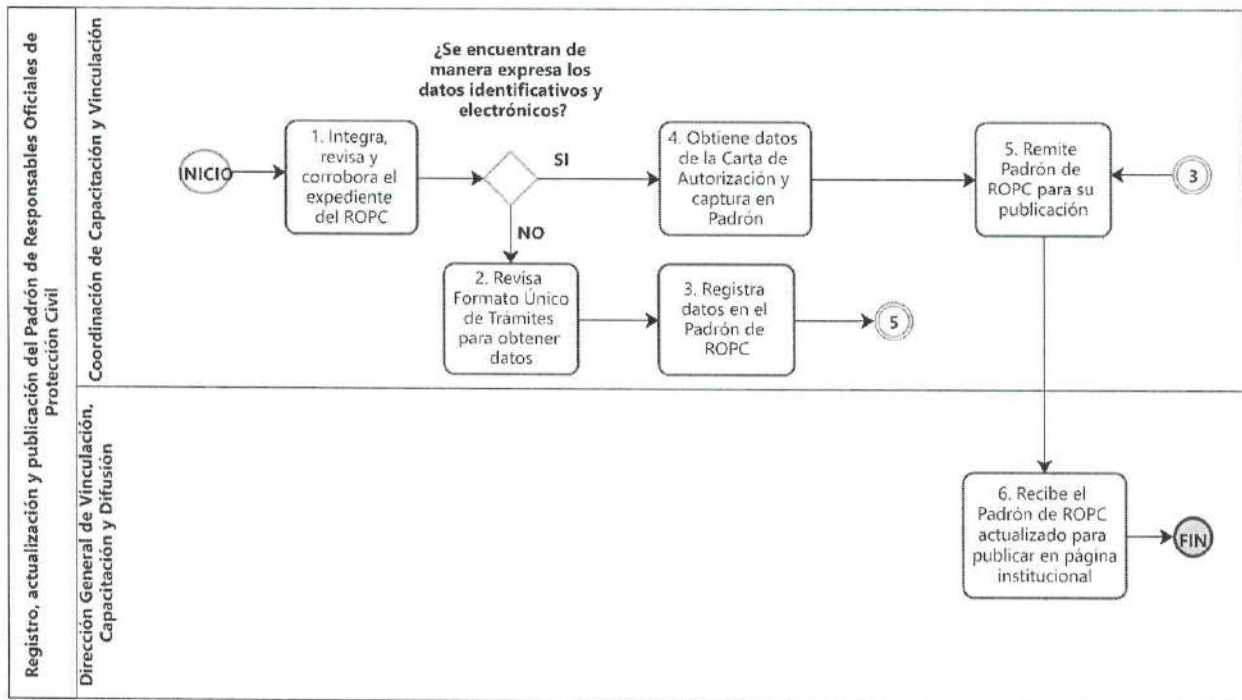 Registro, actualización y publicación del Padrón de Responsables Oficiales de
Protección Civil
Coordinación de Capacitación y Vinculación
¿Se encuentran de
manera expresa los
datos identificativos y
electrónicos?
INICIO
1. Integra,
revisa y
corrobora el
expediente
del ROPC
SI
4. Obtiene datos
de la Carta de
Autorización y
captura en
Padrón
5. Remite
Padrón de
ROPC para su
publicación
3
NO
2. Revisa
Formato Único
de Trámites
para obtener
datos
3. Registra
datos en el
Padrón de
ROPC
5
Dirección General de Vinculación,
Capacitación y Difusión
6. Recibe el
Padrón de ROPC
actualizado para
publicar en página
institucional
FIN